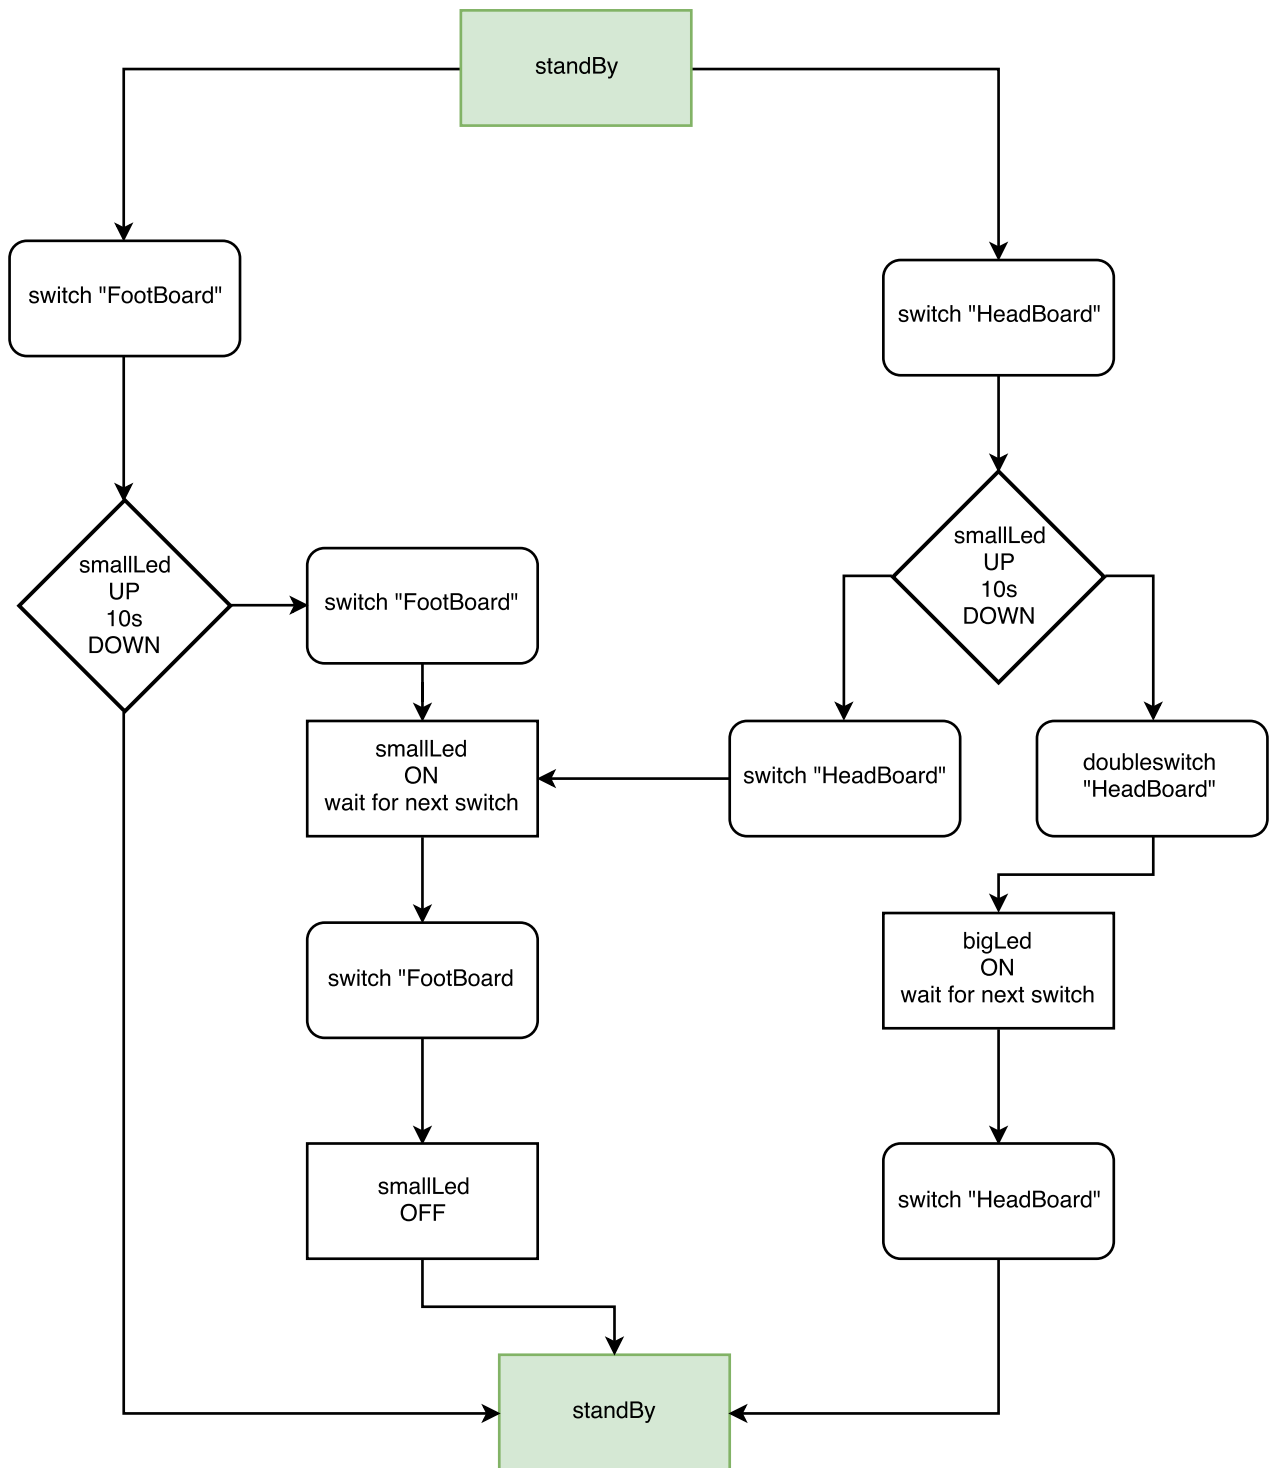 standBy
switch "FootBoard"
switch "HeadBoard"
smallLed
UP
10s
DOWN
switch "FootBoard"
smallLed
UP
10s
DOWN
smallLed
ON
wait for next switch
switch "HeadBoard"
doubleswitch
"HeadBoard"
switch "FootBoard
bigLed
ON
wait for next switch
smallLed
OFF
switch "HeadBoard"
standBy